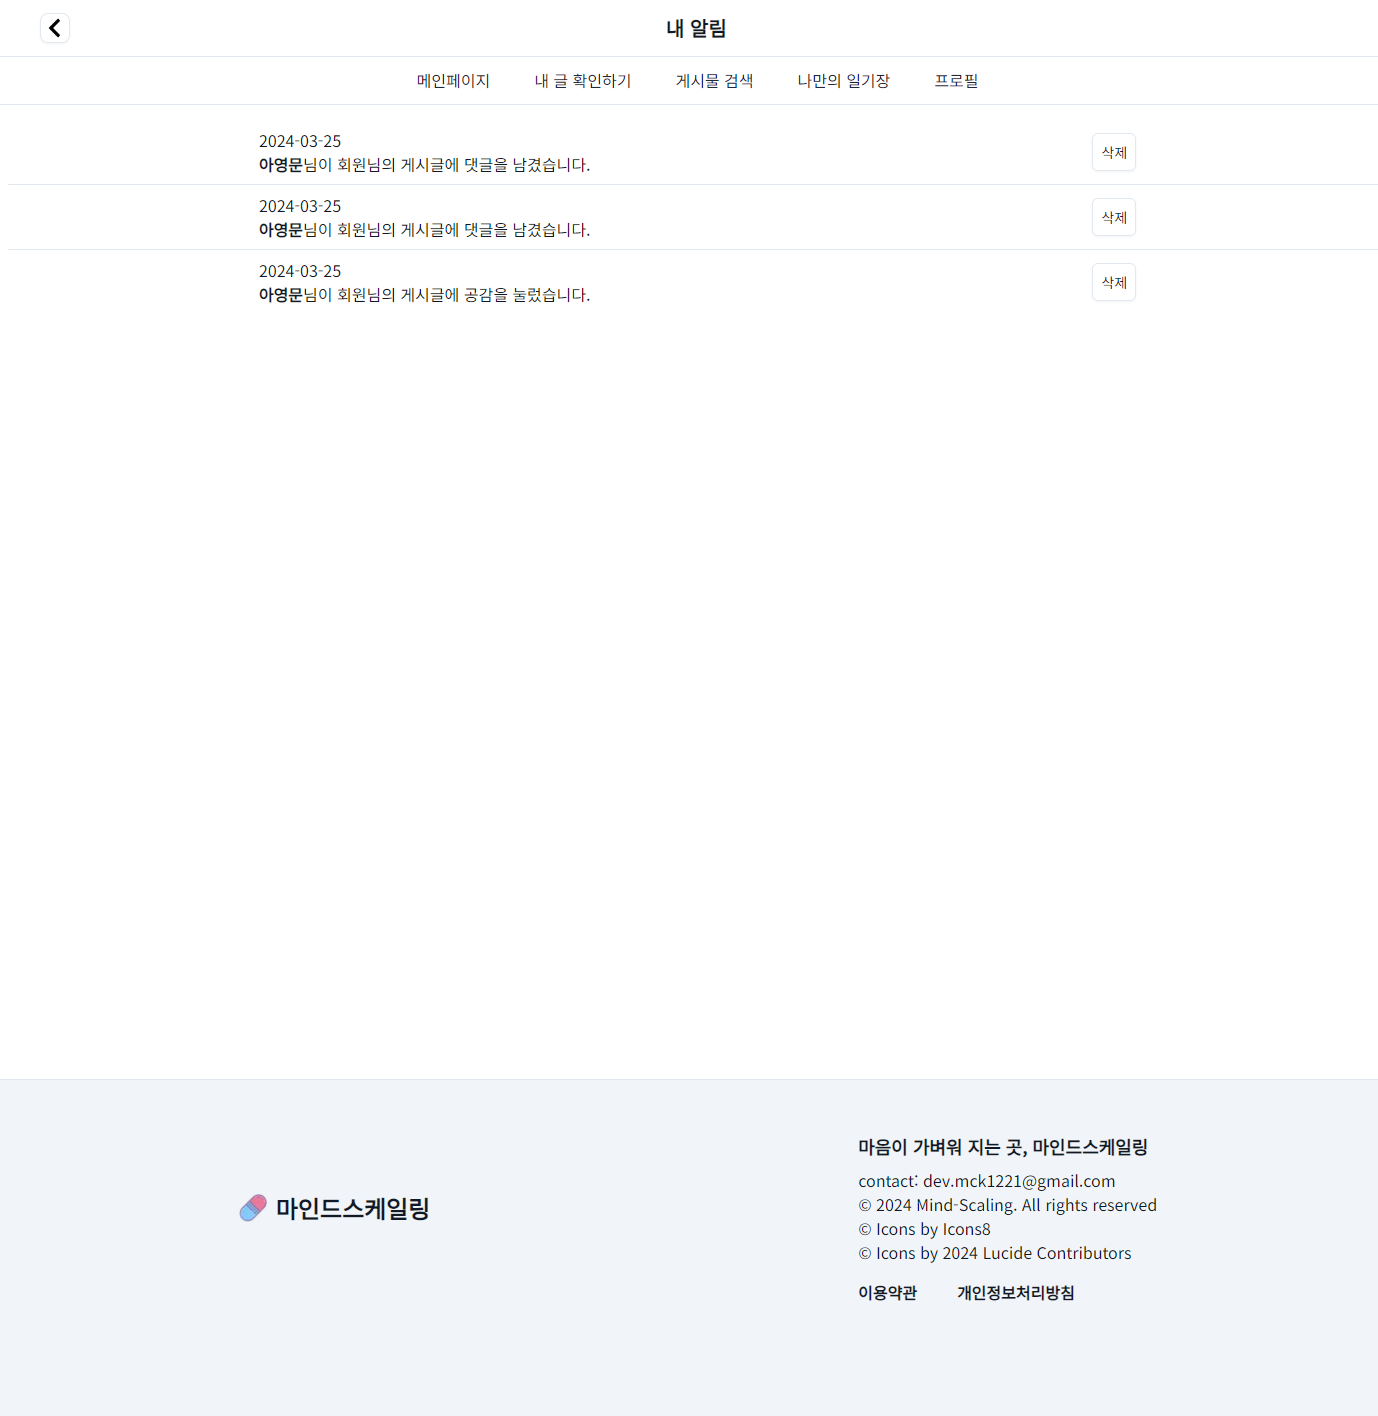 내 알림
메인페이지 내 글 확인하기 게시물 검색 나만의 일기장 프로필
2024-03-25
아영문님이 회원님의 게시글에 댓글을 남겼습니다.
삭제
2024-03-25
아영문님이 회원님의 게시글에 댓글을 남겼습니다.
삭제
2024-03-25
아영문님이 회원님의 게시글에 공감을 눌렀습니다.
삭제
마인드스케일링
마음이 가벼워 지는 곳, 마인드스케일링
contact: dev.mck1221@gmail.com
© 2024 Mind-Scaling. All rights reserved
© Icons by Icons8
© Icons by 2024 Lucide Contributors
이용약관 개인정보처리방침